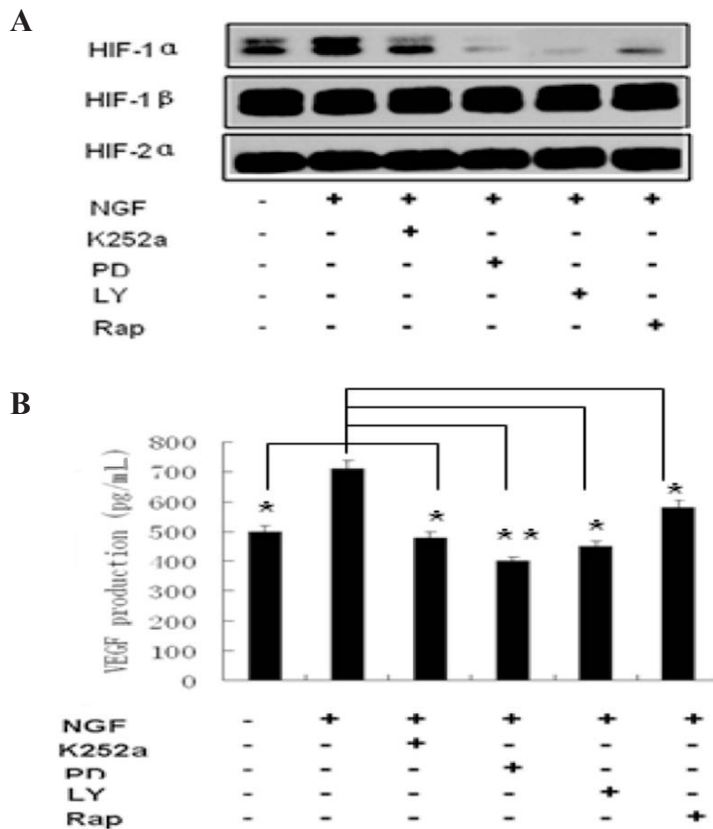 A
HIF-1α
HIF-1β
HIF-2α
NGF - + + + + +
K252a - - + - - -
PD - - - + - -
LY - - - - + -
Rap - - - - - +
B
VEGF production (pg/mL)
800
700
600
500
400
300
200
100
0
* * ** * *
NGF - + + + + +
K252a - - + - - -
PD - - - + - -
LY - - - - + -
Rap - - - - - +